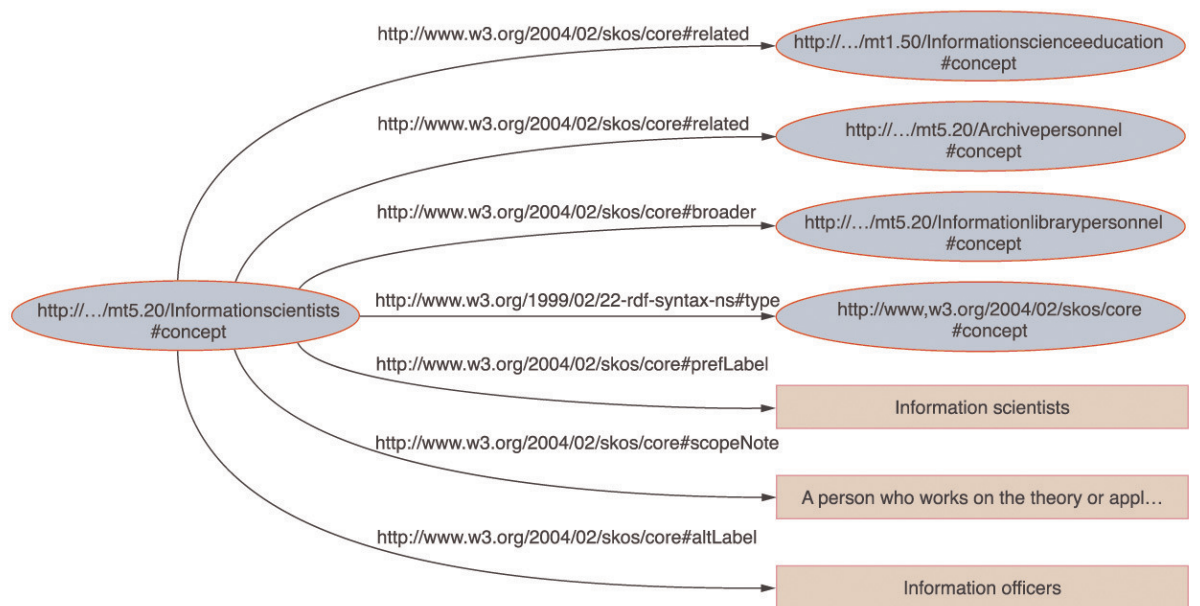 http://www.w3.org/2004/02/skos/core#related
http://…/mt1.50/Informationscienceeducation
#concept
http://www.w3.org/2004/02/skos/core#related
http://…/mt5.20/Archivepersonnel
#concept
http://www.w3.org/2004/02/skos/core#broader
http://…/mt5.20/Informationlibrarypersonnel
#concept
http://…/mt5.20/Informationscientists
#concept
http://www.w3.org/1999/02/22-rdf-syntax-ns#type
http://www,w3.org/2004/02/skos/core
#concept
http://www.w3.org/2004/02/skos/core#prefLabel
Information scientists
http://www.w3.org/2004/02/skos/core#scopeNote
A person who works on the theory or appl…
http://www.w3.org/2004/02/skos/core#altLabel
Information officers